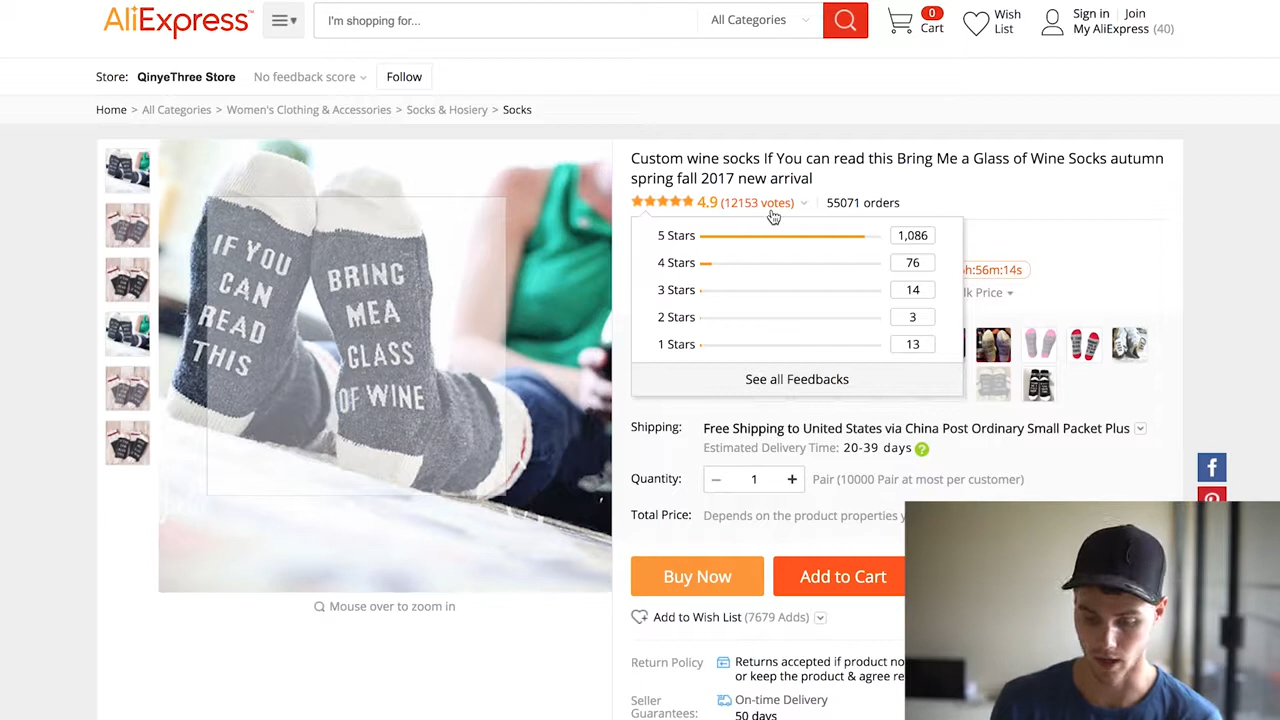 AliExpress™
I'm shopping for...
All Categories
0
Cart
Wish
List
Sign in
Join
My AliExpress (40)
Store: QinyeThree Store
No feedback score
Follow
Home > All Categories > Women's Clothing & Accessories > Socks & Hosiery > Socks
IF YOU
CAN
READ
THIS
BRING
MEA
GLASS
OF WINE
Mouse over to zoom in
Custom wine socks If You can read this Bring Me a Glass of Wine Socks autumn
spring fall 2017 new arrival
4.9 (12153 votes)
55071 orders
5 Stars 1,086
4 Stars 76
3 Stars 14
2 Stars 3
1 Stars 13
See all Feedbacks
h:56m:14s
lk Price
Shipping: Free Shipping to United States via China Post Ordinary Small Packet Plus
Estimated Delivery Time: 20-39 days ?
Quantity: − 1 + Pair (10000 Pair at most per customer)
Total Price: Depends on the product properties y
Buy Now
Add to Cart
Add to Wish List (7679 Adds)
Return Policy
Returns accepted if product no
or keep the product & agree re
Seller
Guarantees:
On-time Delivery
50 days